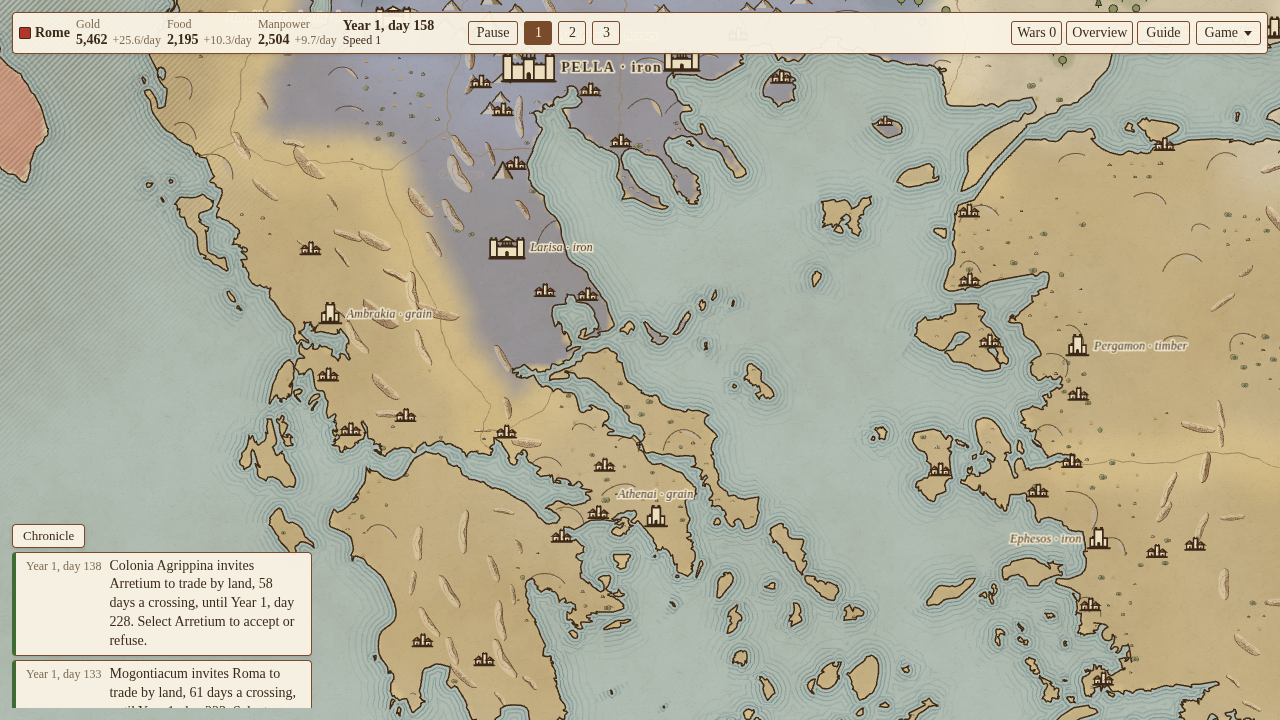 Rome
Gold
5,462 +25.6/day
Food
2,195 +10.3/day
Manpower
2,504 +9.7/day
Year 1, day 158
Speed 1
Pause
1
2
3
Wars 0
Overview
Guide
Game
PELLA · iron
Larisa · iron
Ambrakia · grain
Pergamon · timber
Athenai · grain
Ephesos · iron
Chronicle
Year 1, day 138
Colonia Agrippina invites
Arretium to trade by land, 58
days a crossing, until Year 1, day
228. Select Arretium to accept or
refuse.
Year 1, day 133
Mogontiacum invites Roma to
trade by land, 61 days a crossing,